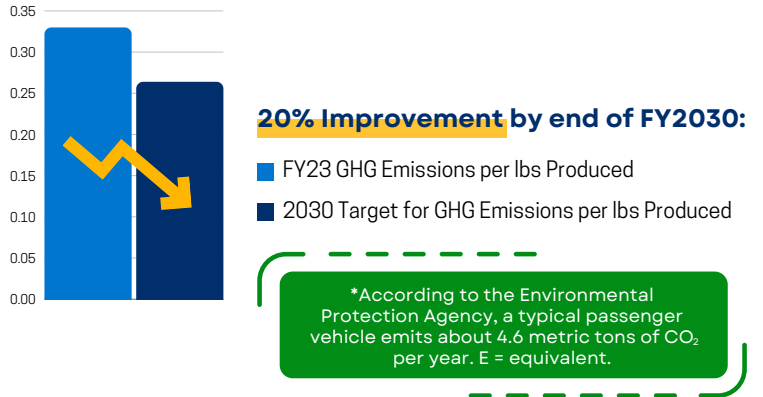 0.35
0.30
0.25
0.20
0.15
0.10
0.05
0.00
20% Improvement by end of FY2030:
FY23 GHG Emissions per lbs Produced
2030 Target for GHG Emissions per lbs Produced
*According to the Environmental
Protection Agency, a typical passenger
vehicle emits about 4.6 metric tons of CO₂
per year. E = equivalent.